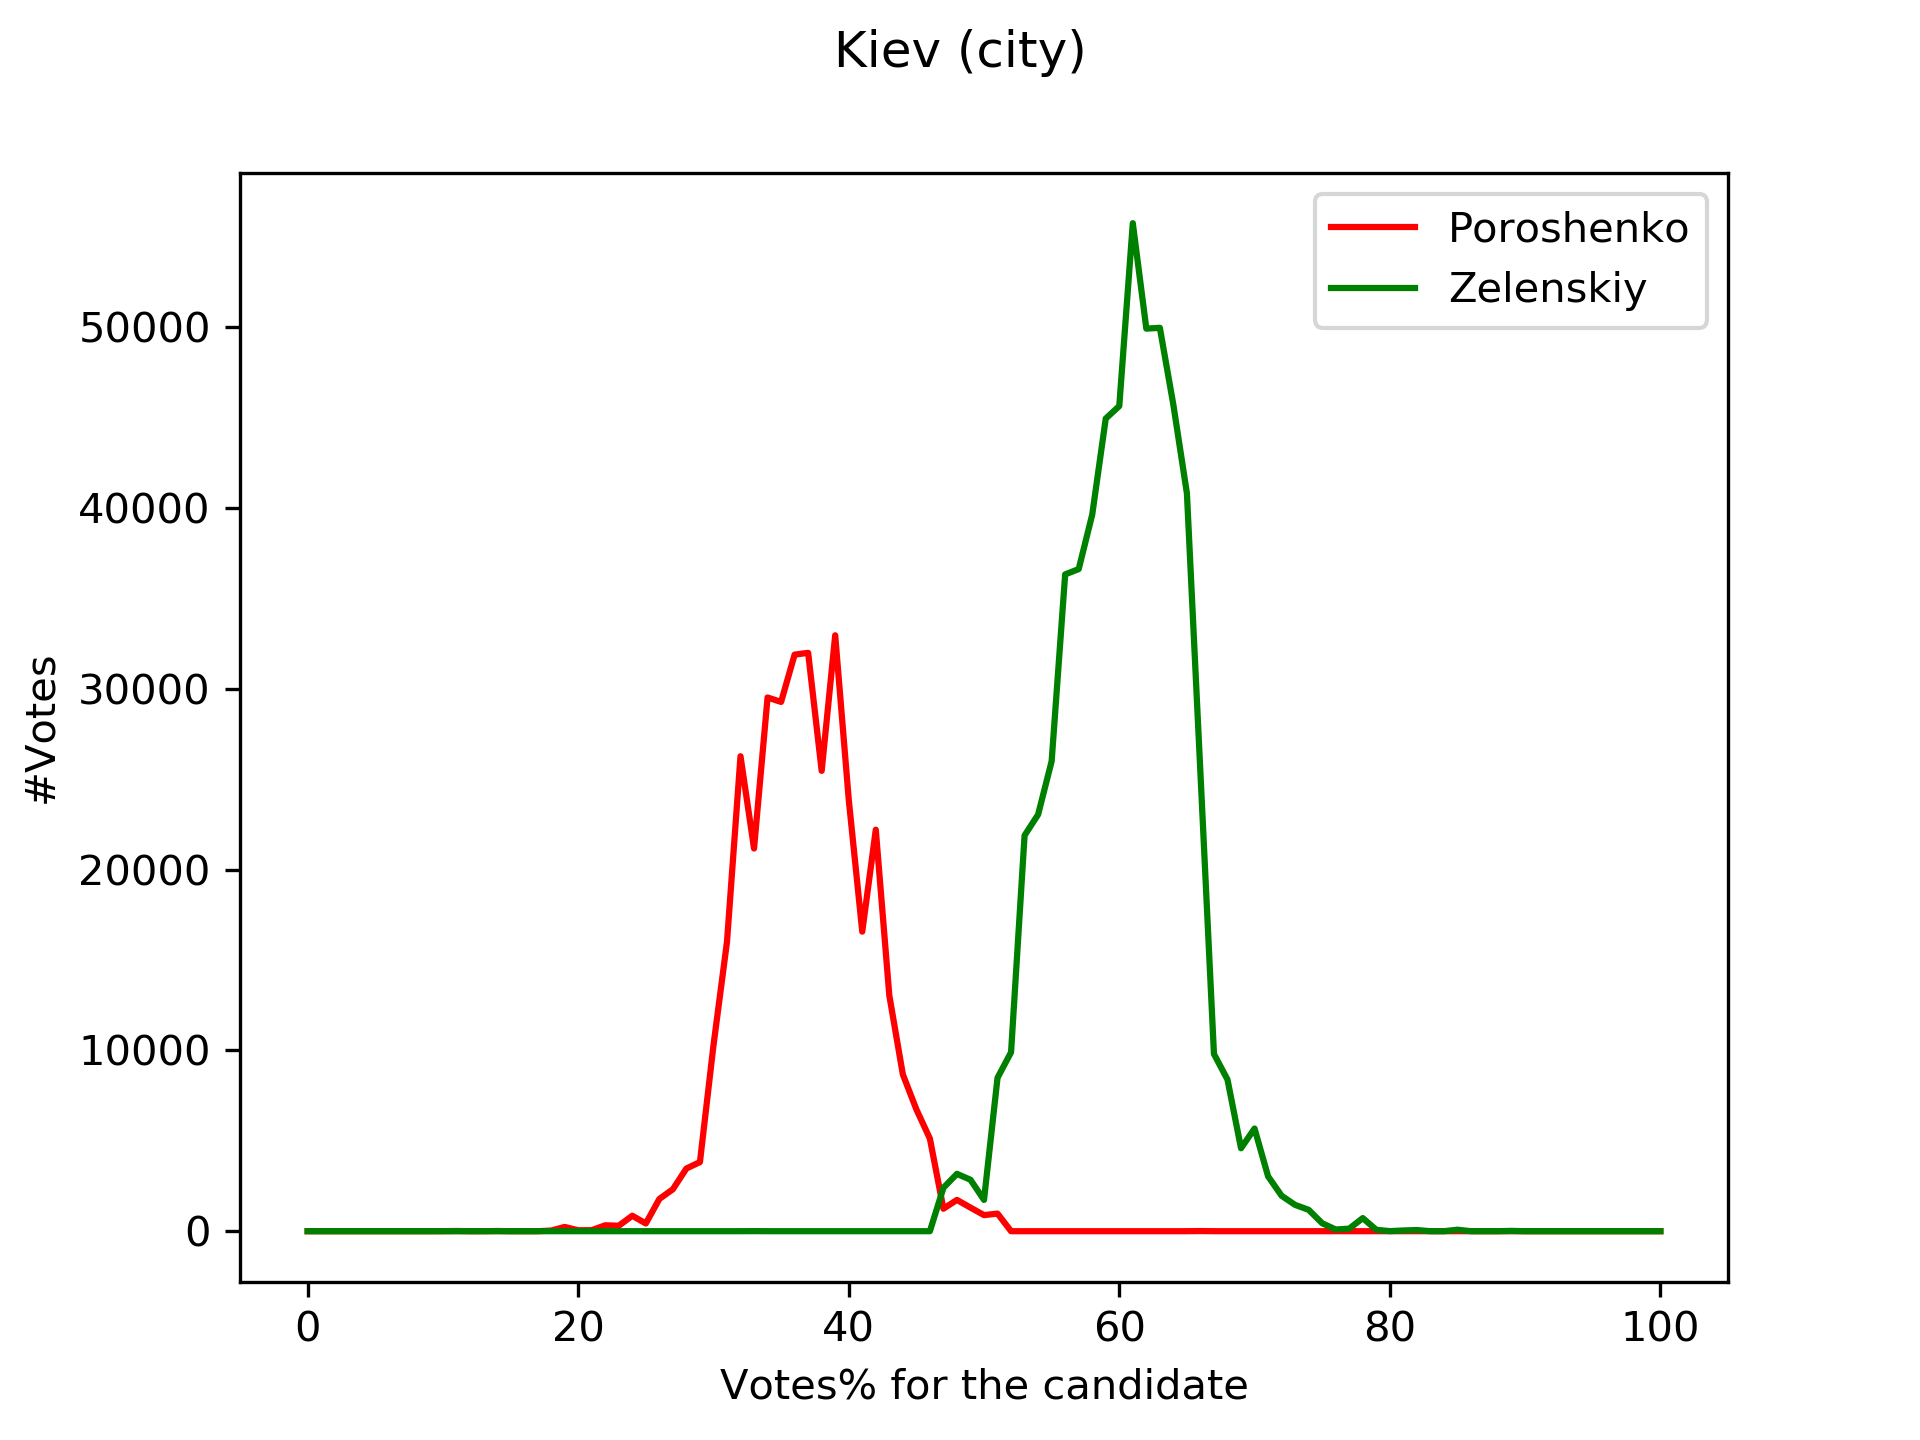 Kiev (city)
Poroshenko
Zelenskiy
#Votes
50000
40000
30000
20000
10000
0
0 20 40 60 80 100
Votes% for the candidate